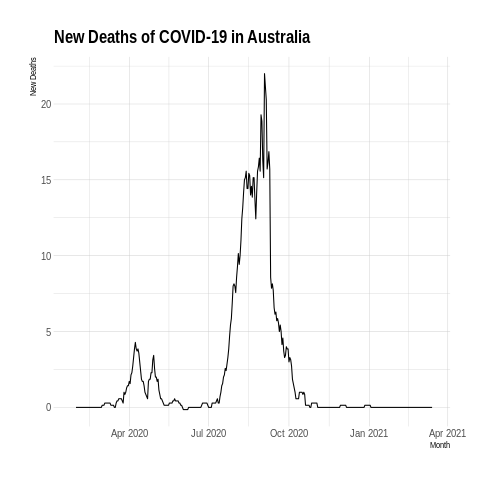 New Deaths of COVID-19 in Australia
New Deaths
20
15
10
5
0
Apr 2020 Jul 2020 Oct 2020 Jan 2021 Apr 2021
Month